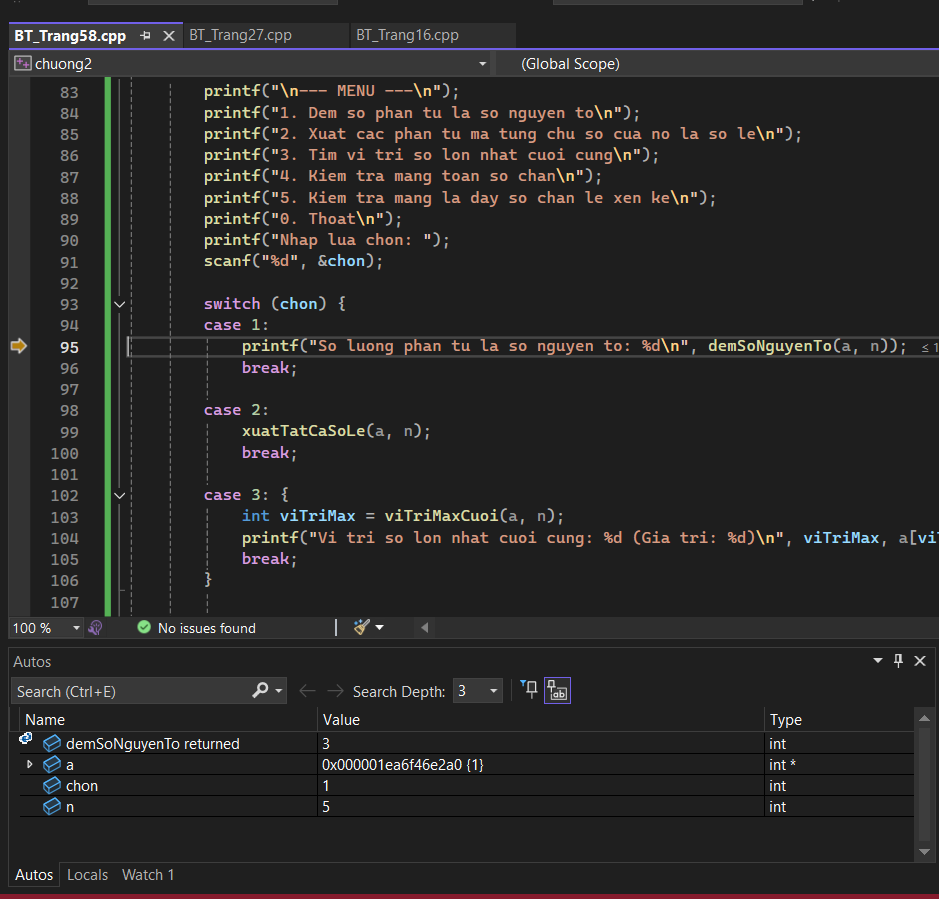 BT_Trang58.cpp BT_Trang27.cpp BT_Trang16.cpp
chuong2 (Global Scope)
83 printf("\n--- MENU ---\n");
84 printf("1. Dem so phan tu la so nguyen to\n");
85 printf("2. Xuat cac phan tu ma tung chu so cua no la so le\n");
86 printf("3. Tim vi tri so lon nhat cuoi cung\n");
87 printf("4. Kiem tra mang toan so chan\n");
88 printf("5. Kiem tra mang la day so chan le xen ke\n");
89 printf("0. Thoat\n");
90 printf("Nhap lua chon: ");
91 scanf("%d", &chon);
92
93 switch (chon) {
94 case 1:
95 printf("So luong phan tu la so nguyen to: %d\n", demSoNguyenTo(a, n)); ≤ 1
96 break;
97
98 case 2:
99 xuatTatCaSoLe(a, n);
100 break;
101
102 case 3: {
103 int viTriMax = viTriMaxCuoi(a, n);
104 printf("Vi tri so lon nhat cuoi cung: %d (Gia tri: %d)\n", viTriMax, a[vi
105 break;
106 }
107
100 % No issues found
Autos
Search (Ctrl+E) Search Depth: 3
Name Value Type
demSoNguyenTo returned 3 int
a 0x000001ea6f46e2a0 {1} int *
chon 1 int
n 5 int
Autos Locals Watch 1